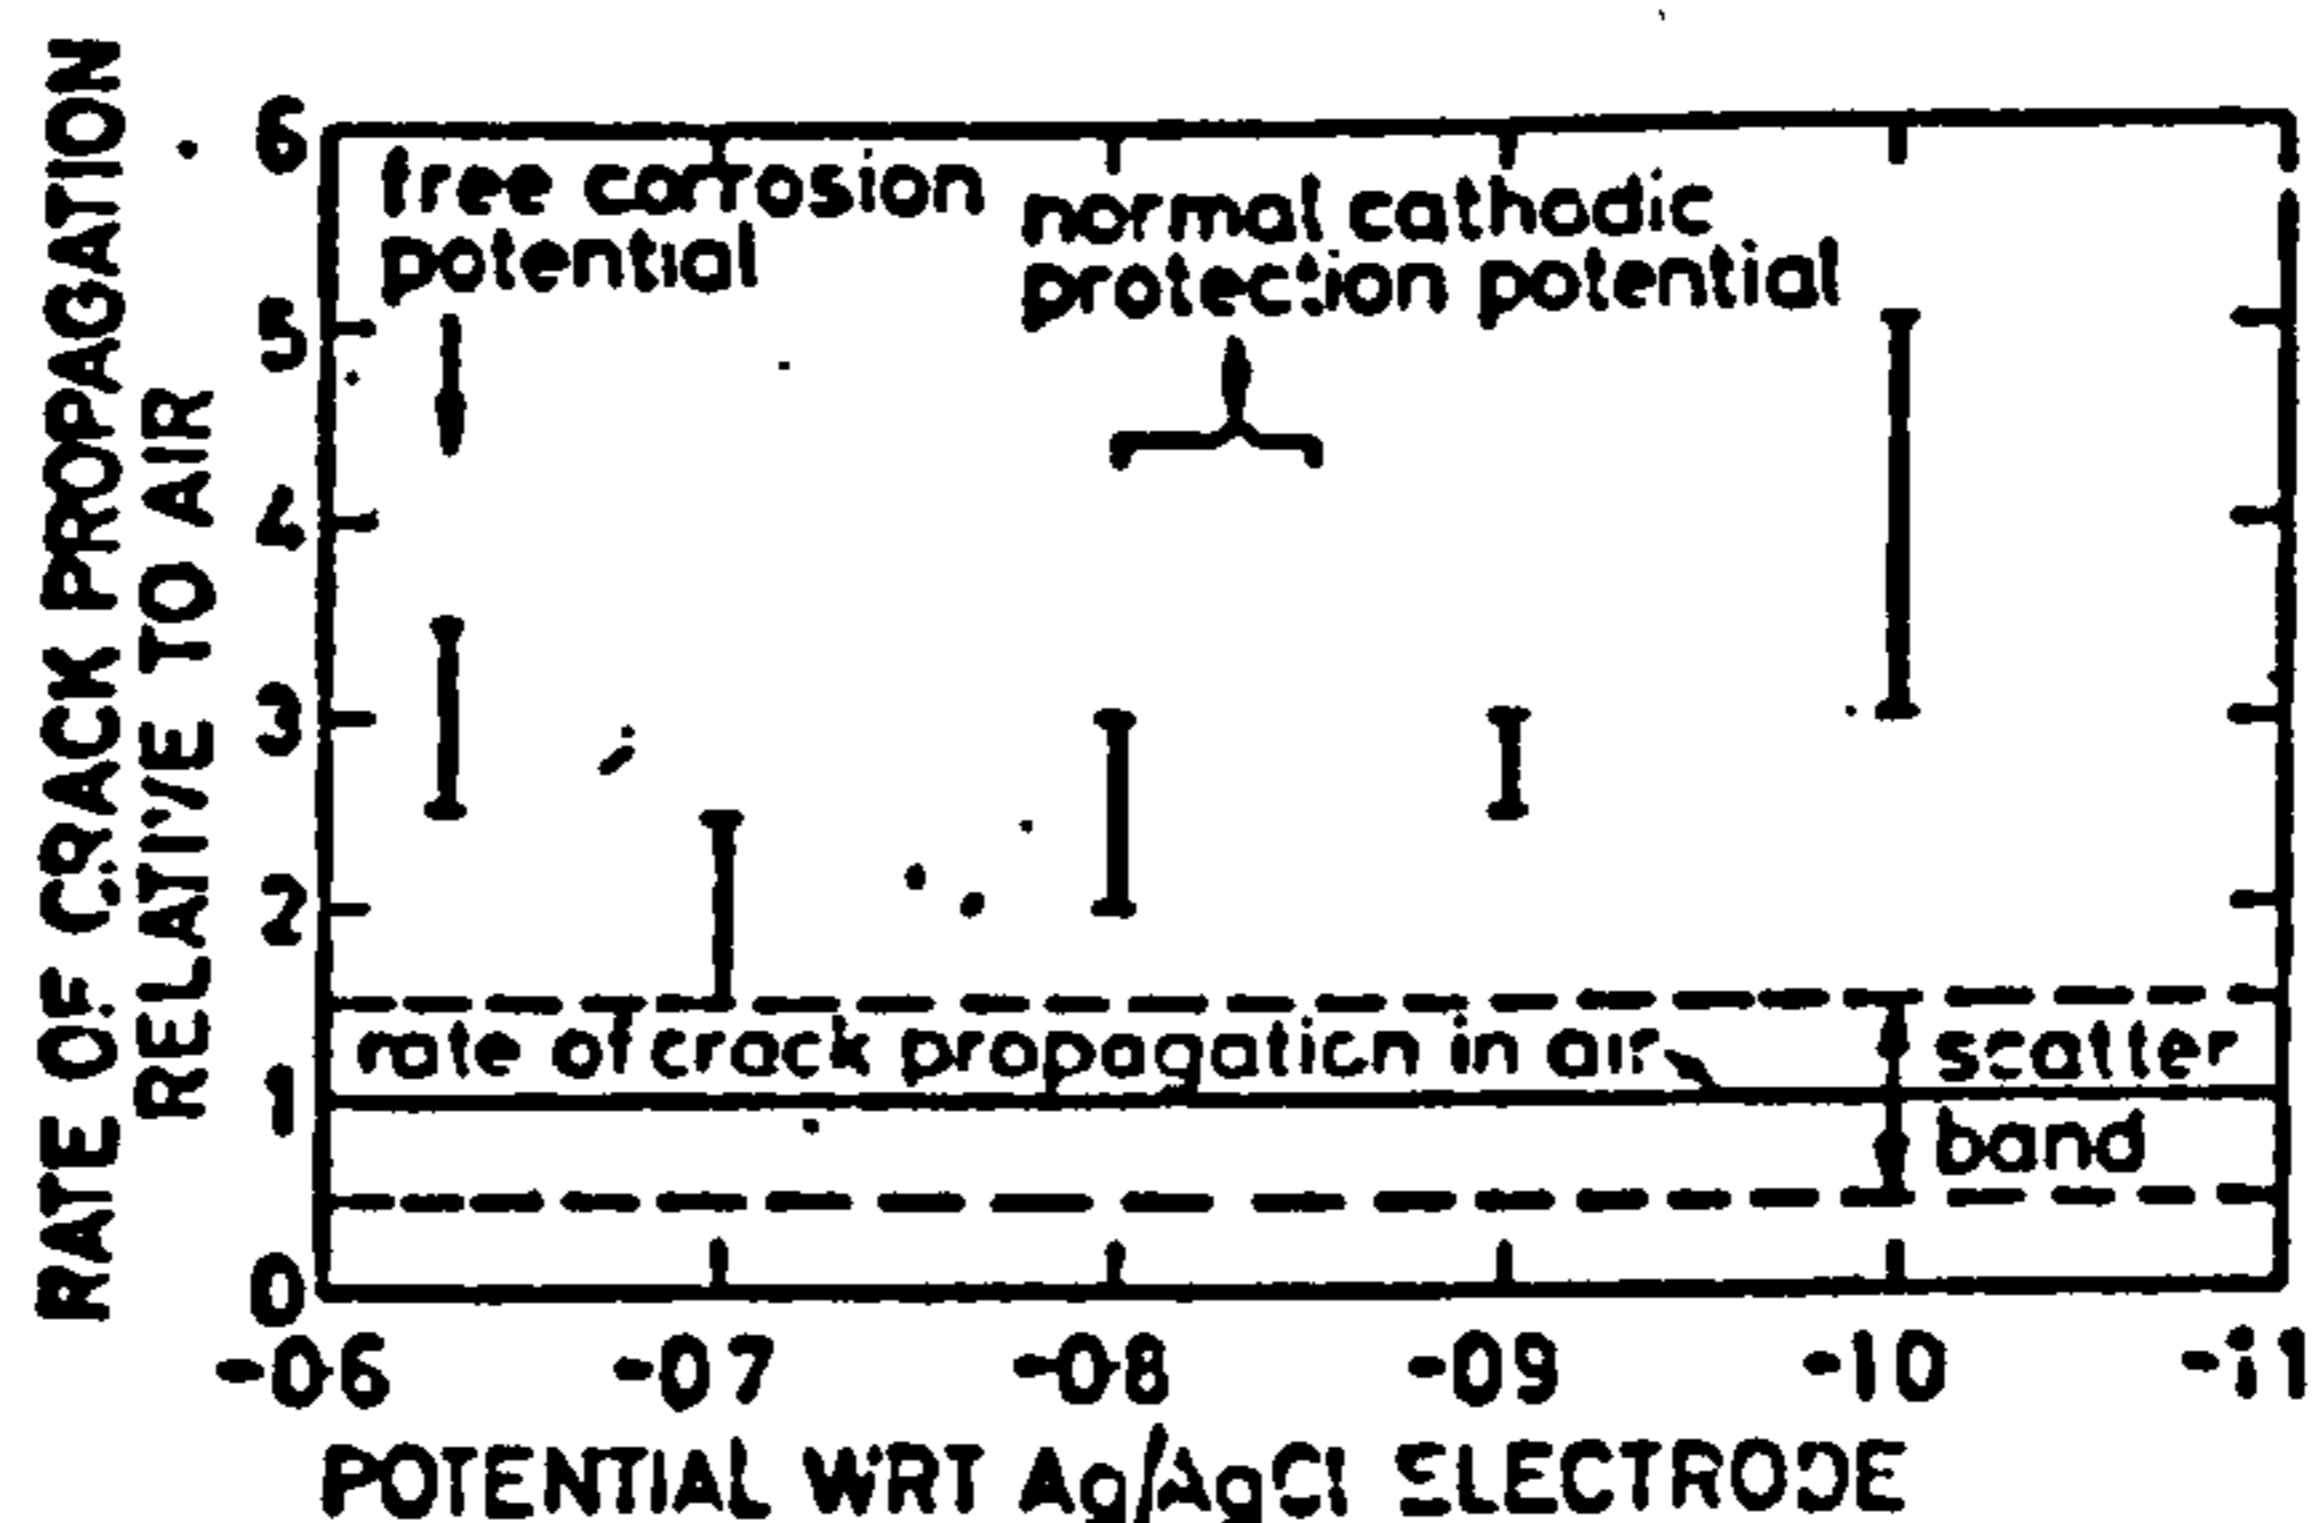 RATE OF CRACK PROPAGATION
RELATIVE TO AIR
6
5
4
3
2
1
0
free corrosion
potential
normal cathodic
protection potential
rate of crack propagation in air
scatter
band
-06
-07
-08
-09
-10
-11
POTENTIAL WRT Ag/AgCl ELECTRODE